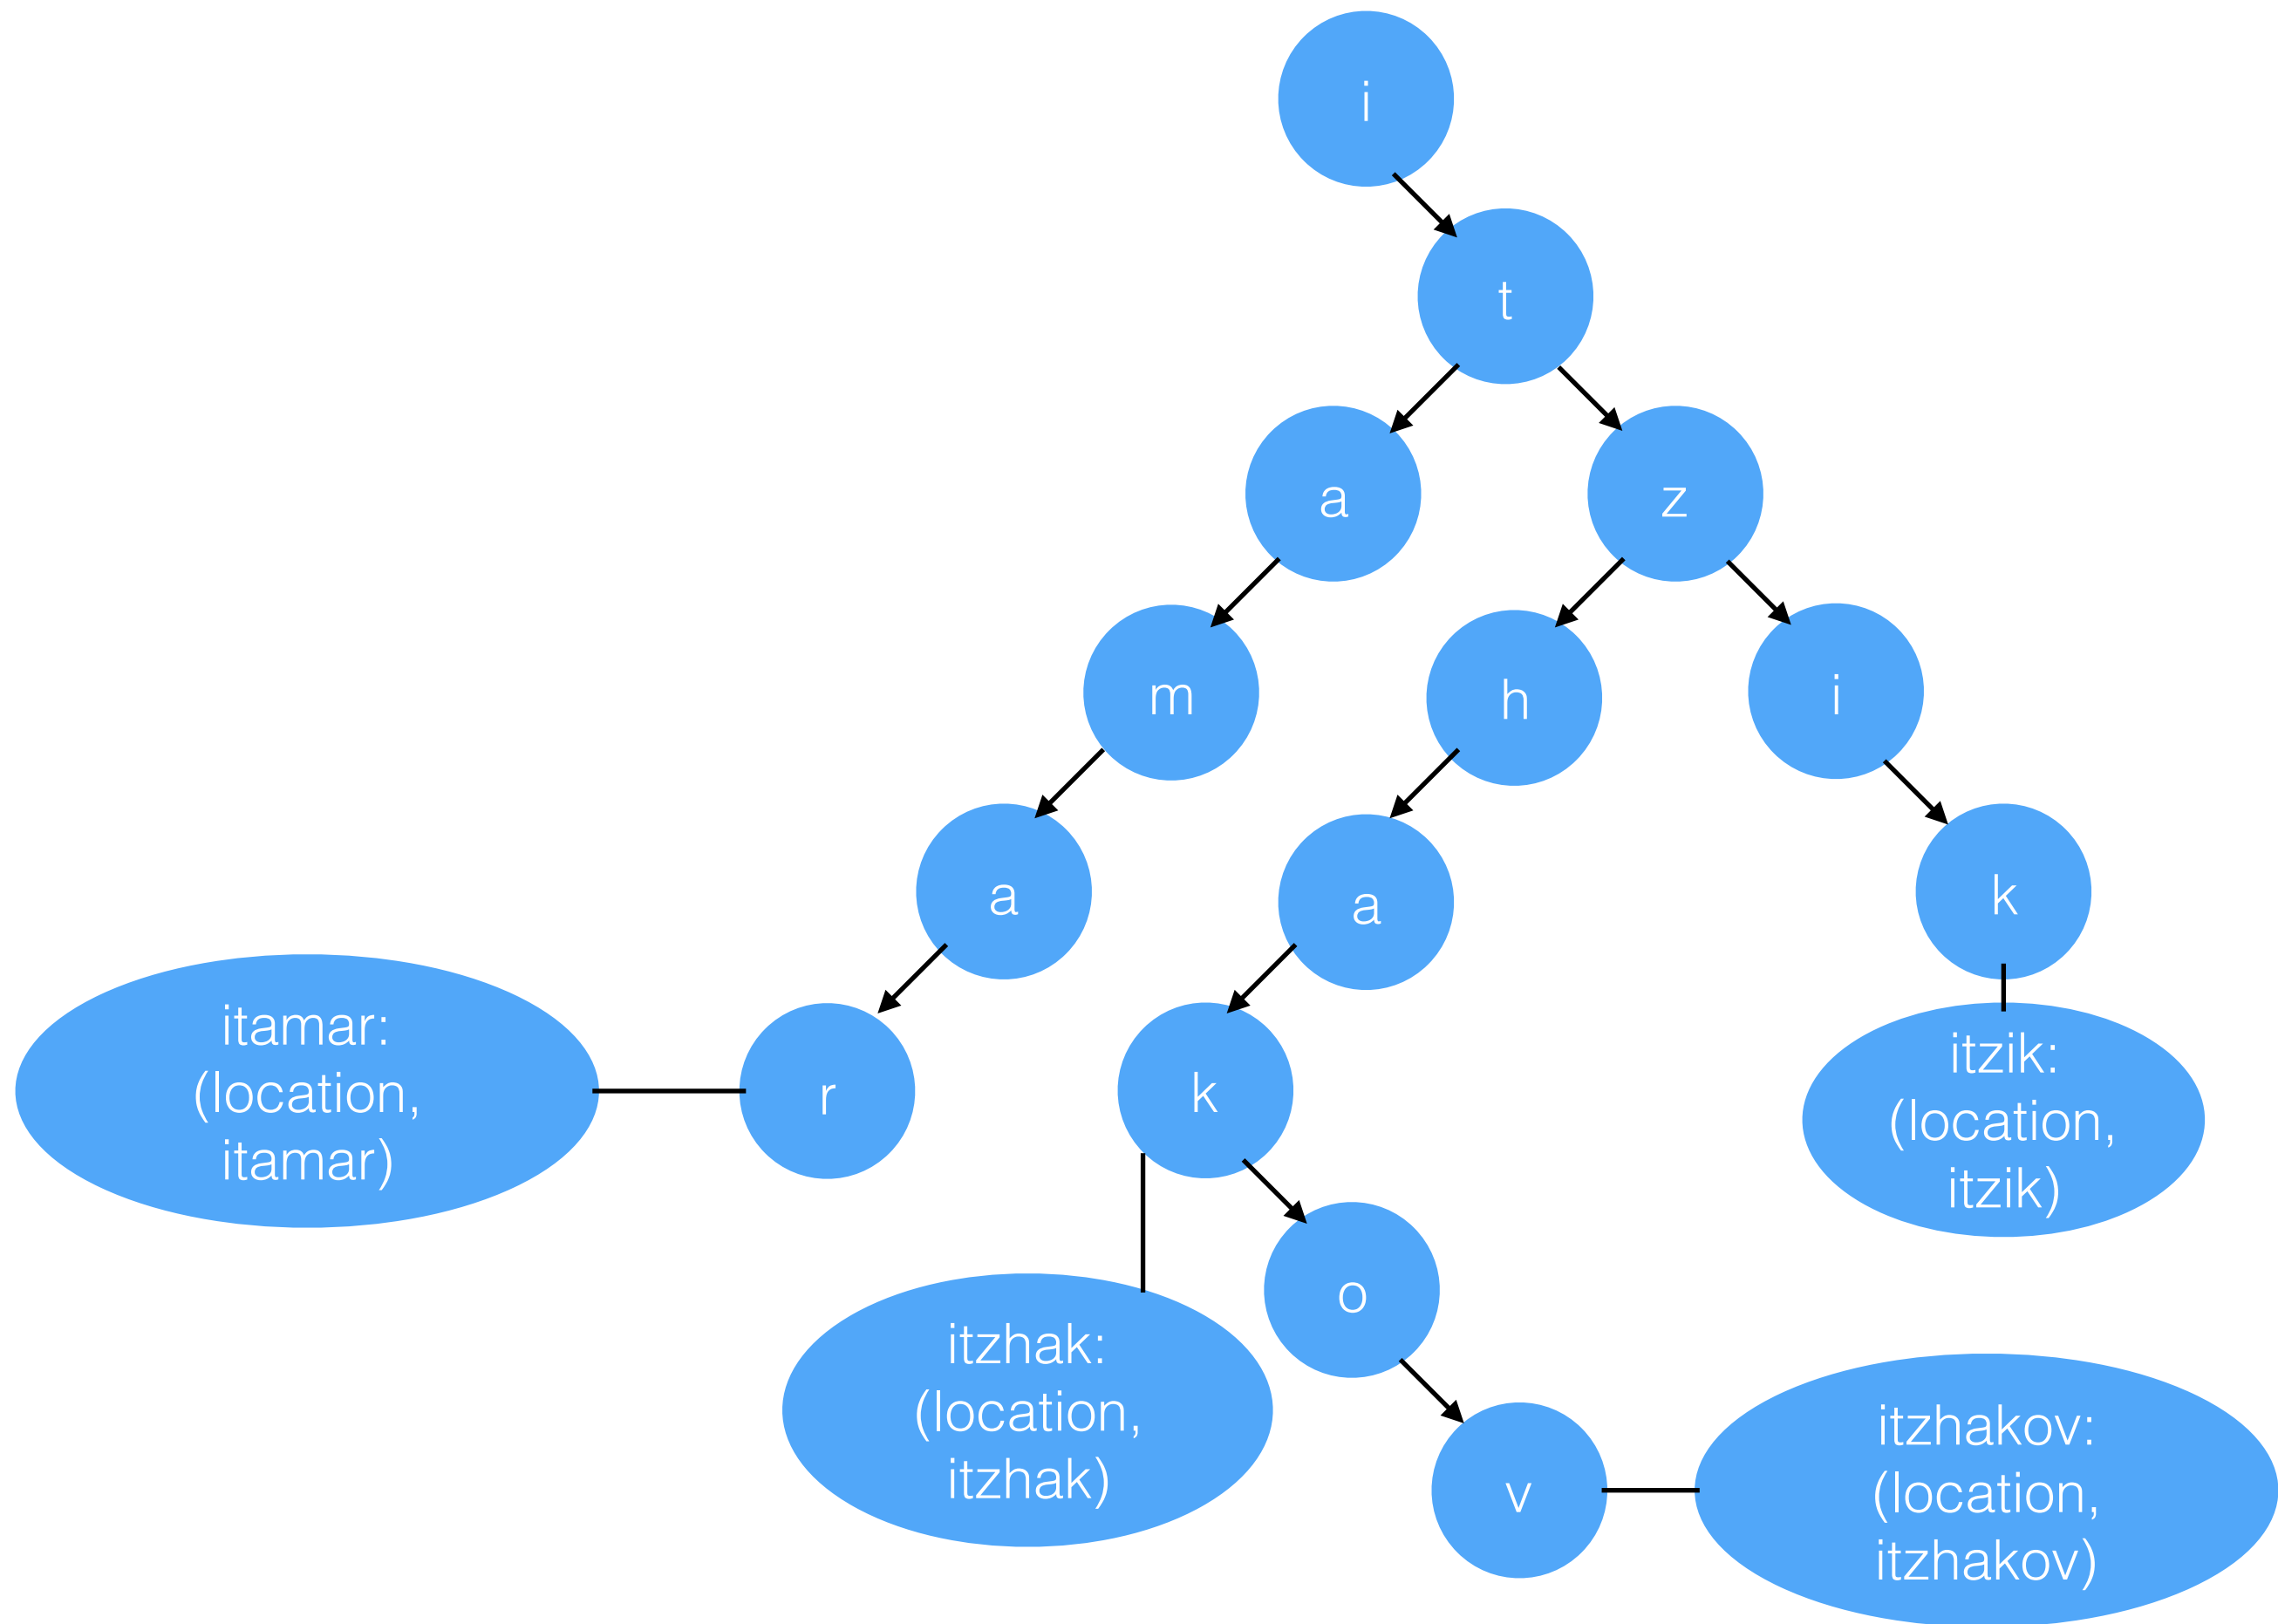 i
t
a
z
m
h
i
a
a
k
itamar:
(location,
itamar)
r
k
itzik:
(location,
itzik)
o
itzhak:
(location,
itzhak)
v
itzhakov:
(location,
itzhakov)